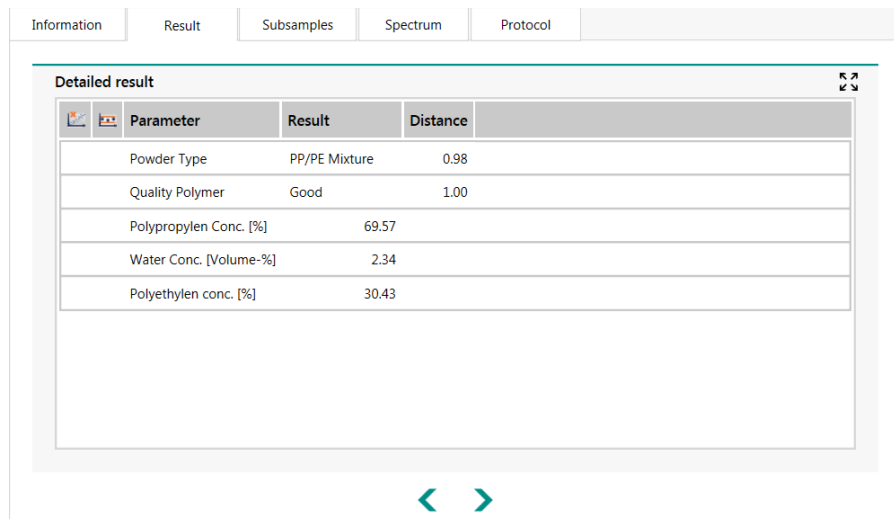 Information Result Subsamples Spectrum Protocol
Detailed result
Parameter Result Distance
Powder Type PP/PE Mixture 0.98
Quality Polymer Good 1.00
Polypropylen Conc. [%] 69.57
Water Conc. [Volume-%] 2.34
Polyethylen conc. [%] 30.43